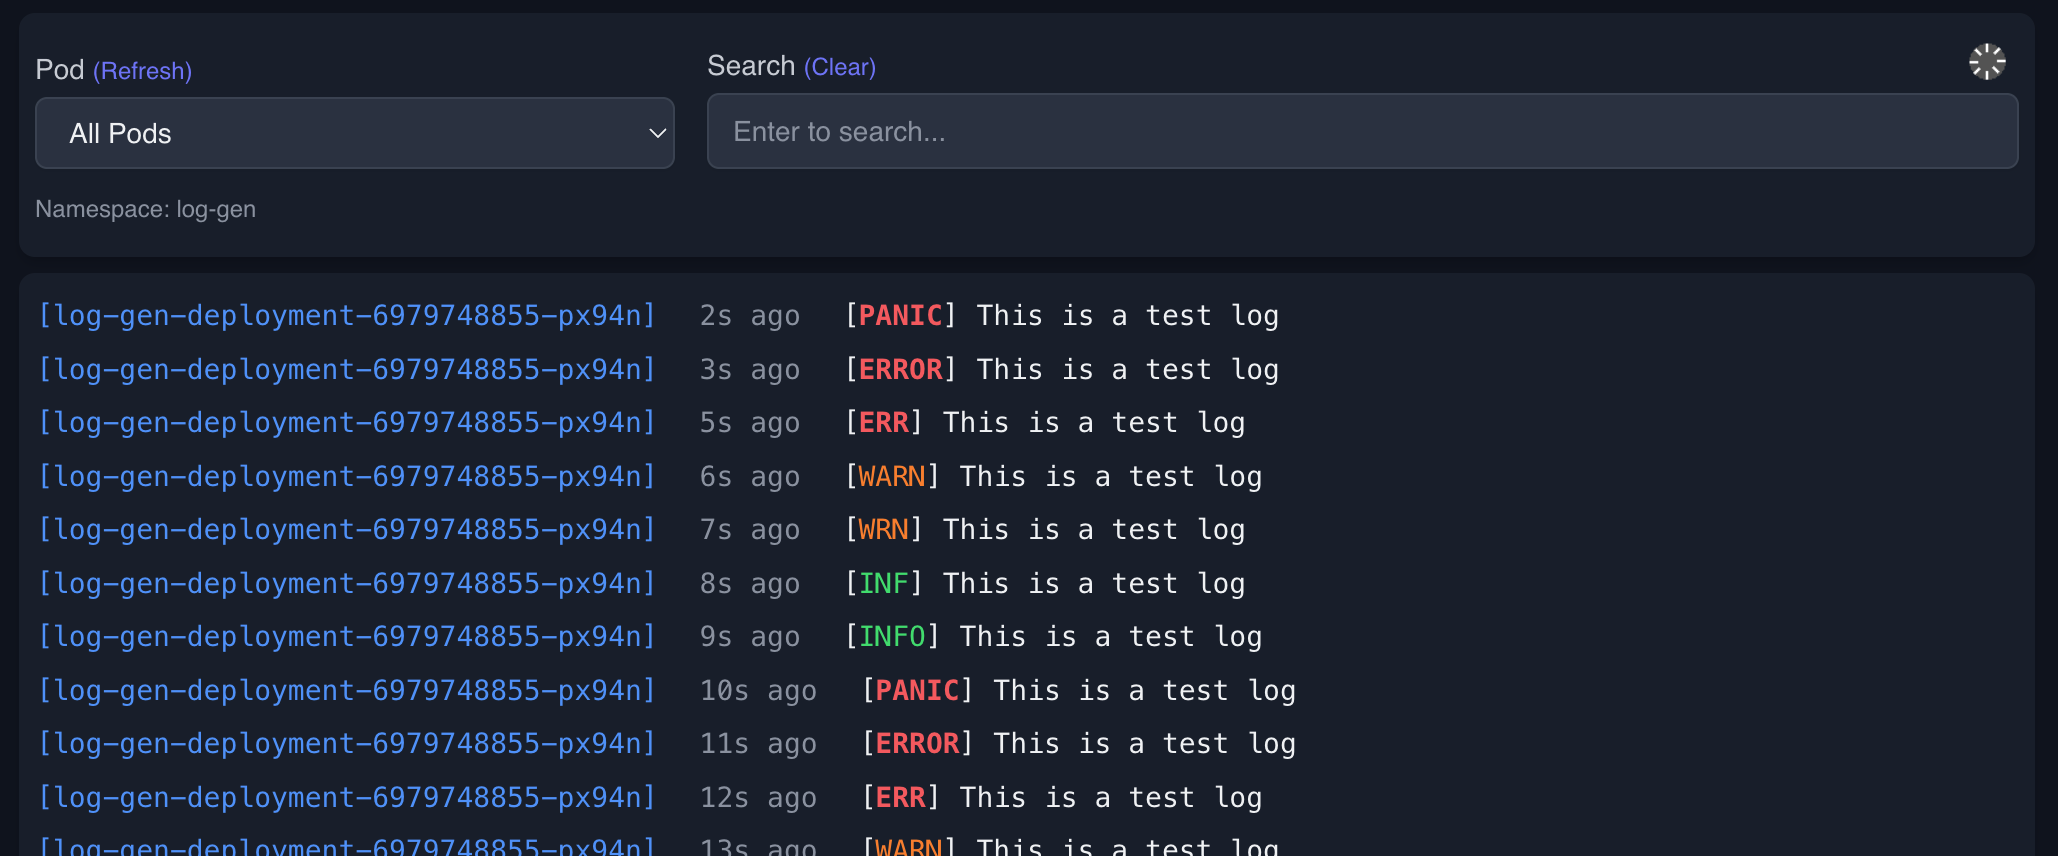 Pod (Refresh)
Search (Clear)
All Pods
Enter to search...
Namespace: log-gen
[log-gen-deployment-6979748855-px94n] 2s ago [PANIC] This is a test log
[log-gen-deployment-6979748855-px94n] 3s ago [ERROR] This is a test log
[log-gen-deployment-6979748855-px94n] 5s ago [ERR] This is a test log
[log-gen-deployment-6979748855-px94n] 6s ago [WARN] This is a test log
[log-gen-deployment-6979748855-px94n] 7s ago [WRN] This is a test log
[log-gen-deployment-6979748855-px94n] 8s ago [INF] This is a test log
[log-gen-deployment-6979748855-px94n] 9s ago [INFO] This is a test log
[log-gen-deployment-6979748855-px94n] 10s ago [PANIC] This is a test log
[log-gen-deployment-6979748855-px94n] 11s ago [ERROR] This is a test log
[log-gen-deployment-6979748855-px94n] 12s ago [ERR] This is a test log
[log-gen-deployment-6979748855-px94n] 13s ago [WARN] This is a test log